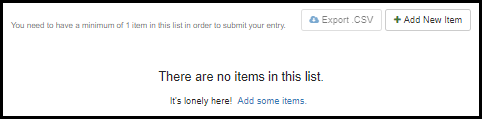 You need to have a minimum of 1 item in this list in order to submit your entry.
Export .CSV
Add New Item
There are no items in this list.
It's lonely here! Add some items.